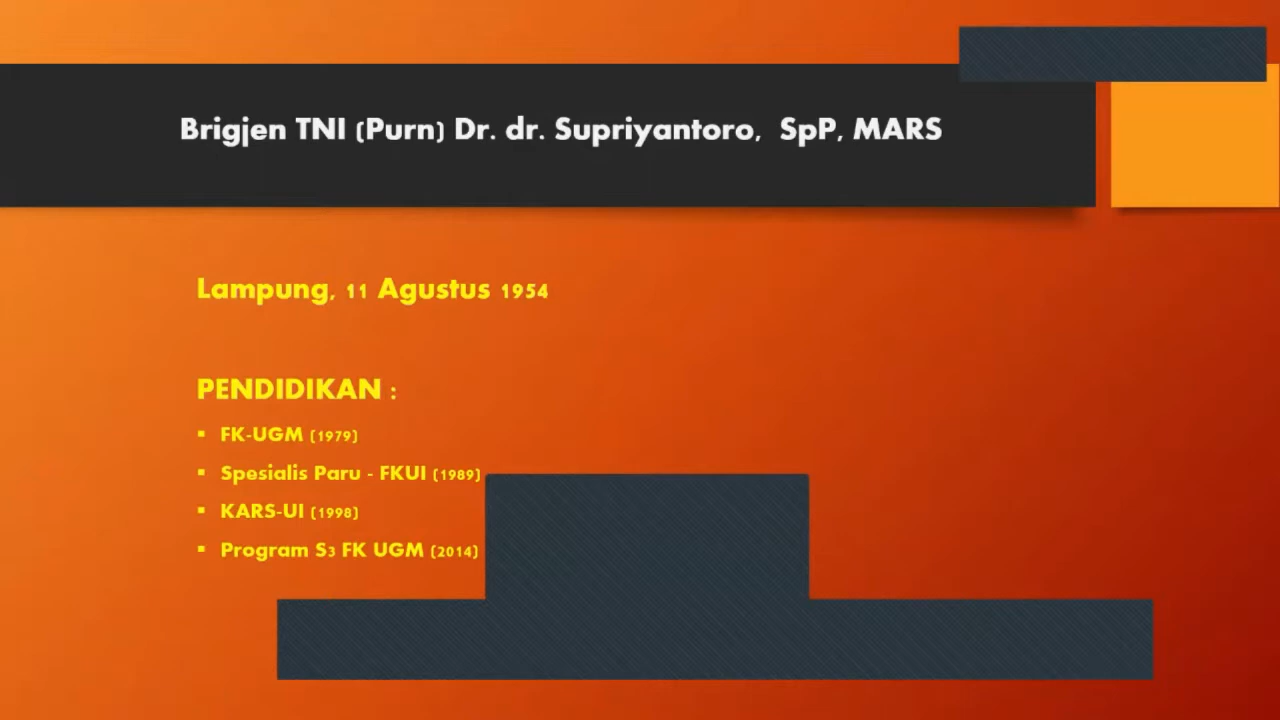 Brigjen TNI (Purn) Dr. dr. Supriyantoro, SpP, MARS
Lampung, 11 Agustus 1954
PENDIDIKAN :
▪ FK-UGM (1979)
▪ Spesialis Paru - FKUI (1989)
▪ KARS-UI (1998)
▪ Program S3 FK UGM (2014)